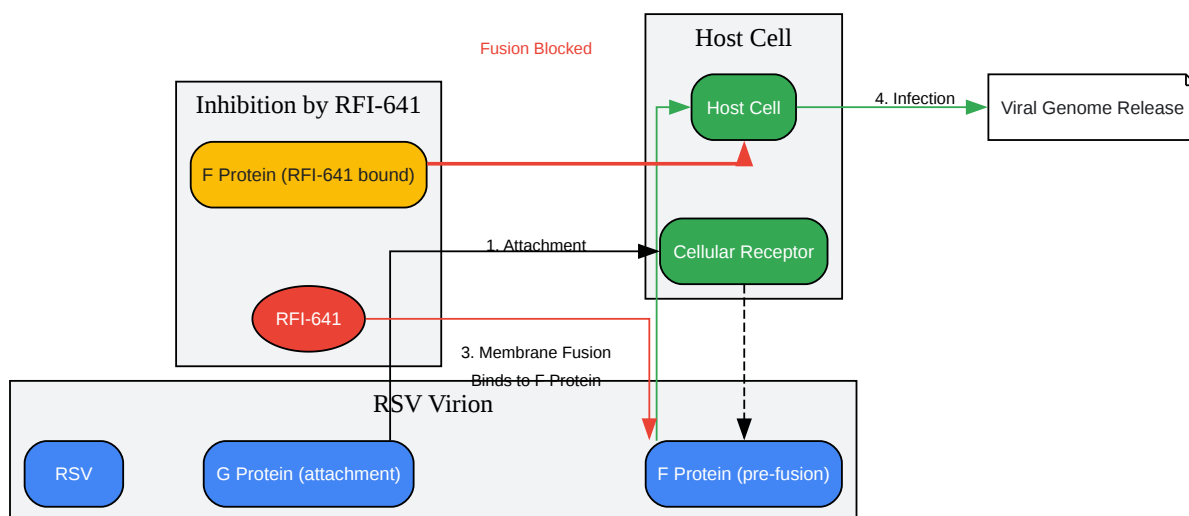 Host Cell
Fusion Blocked
Inhibition by RFI-641
Host Cell
4. Infection
Viral Genome Release
F Protein (RFI-641 bound)
1. Attachment
Cellular Receptor
RFI-641
3. Membrane Fusion
Binds to F Protein
RSV Virion
RSV
G Protein (attachment)
F Protein (pre-fusion)